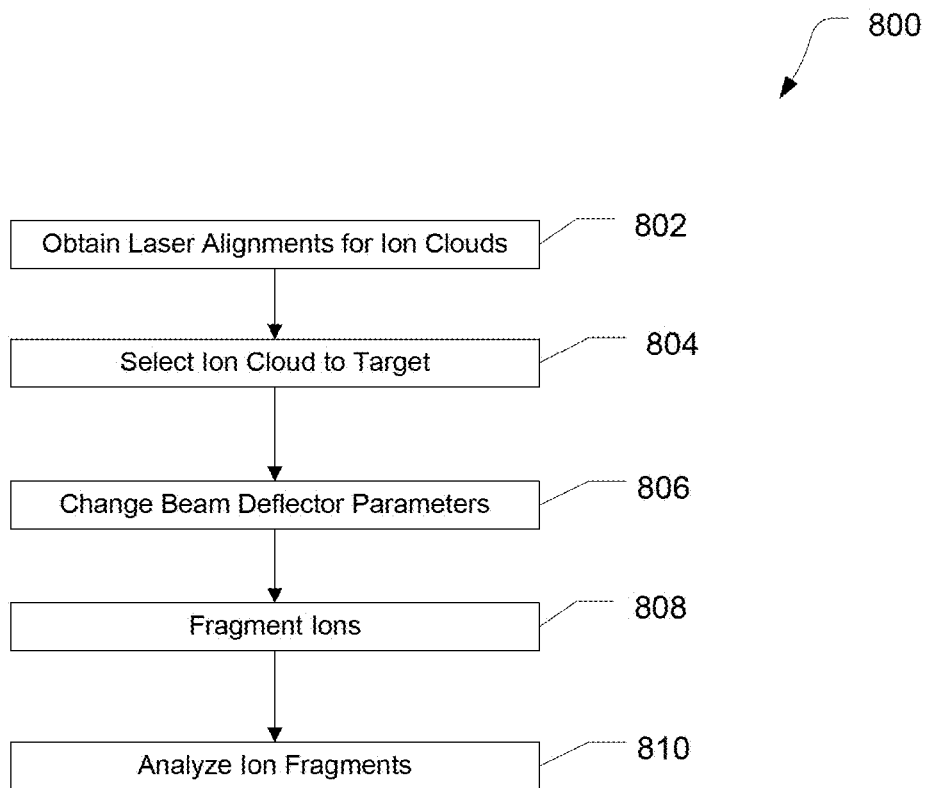 800
Obtain Laser Alignments for Ion Clouds
802
Select Ion Cloud to Target
804
Change Beam Deflector Parameters
806
Fragment Ions
808
Analyze Ion Fragments
810